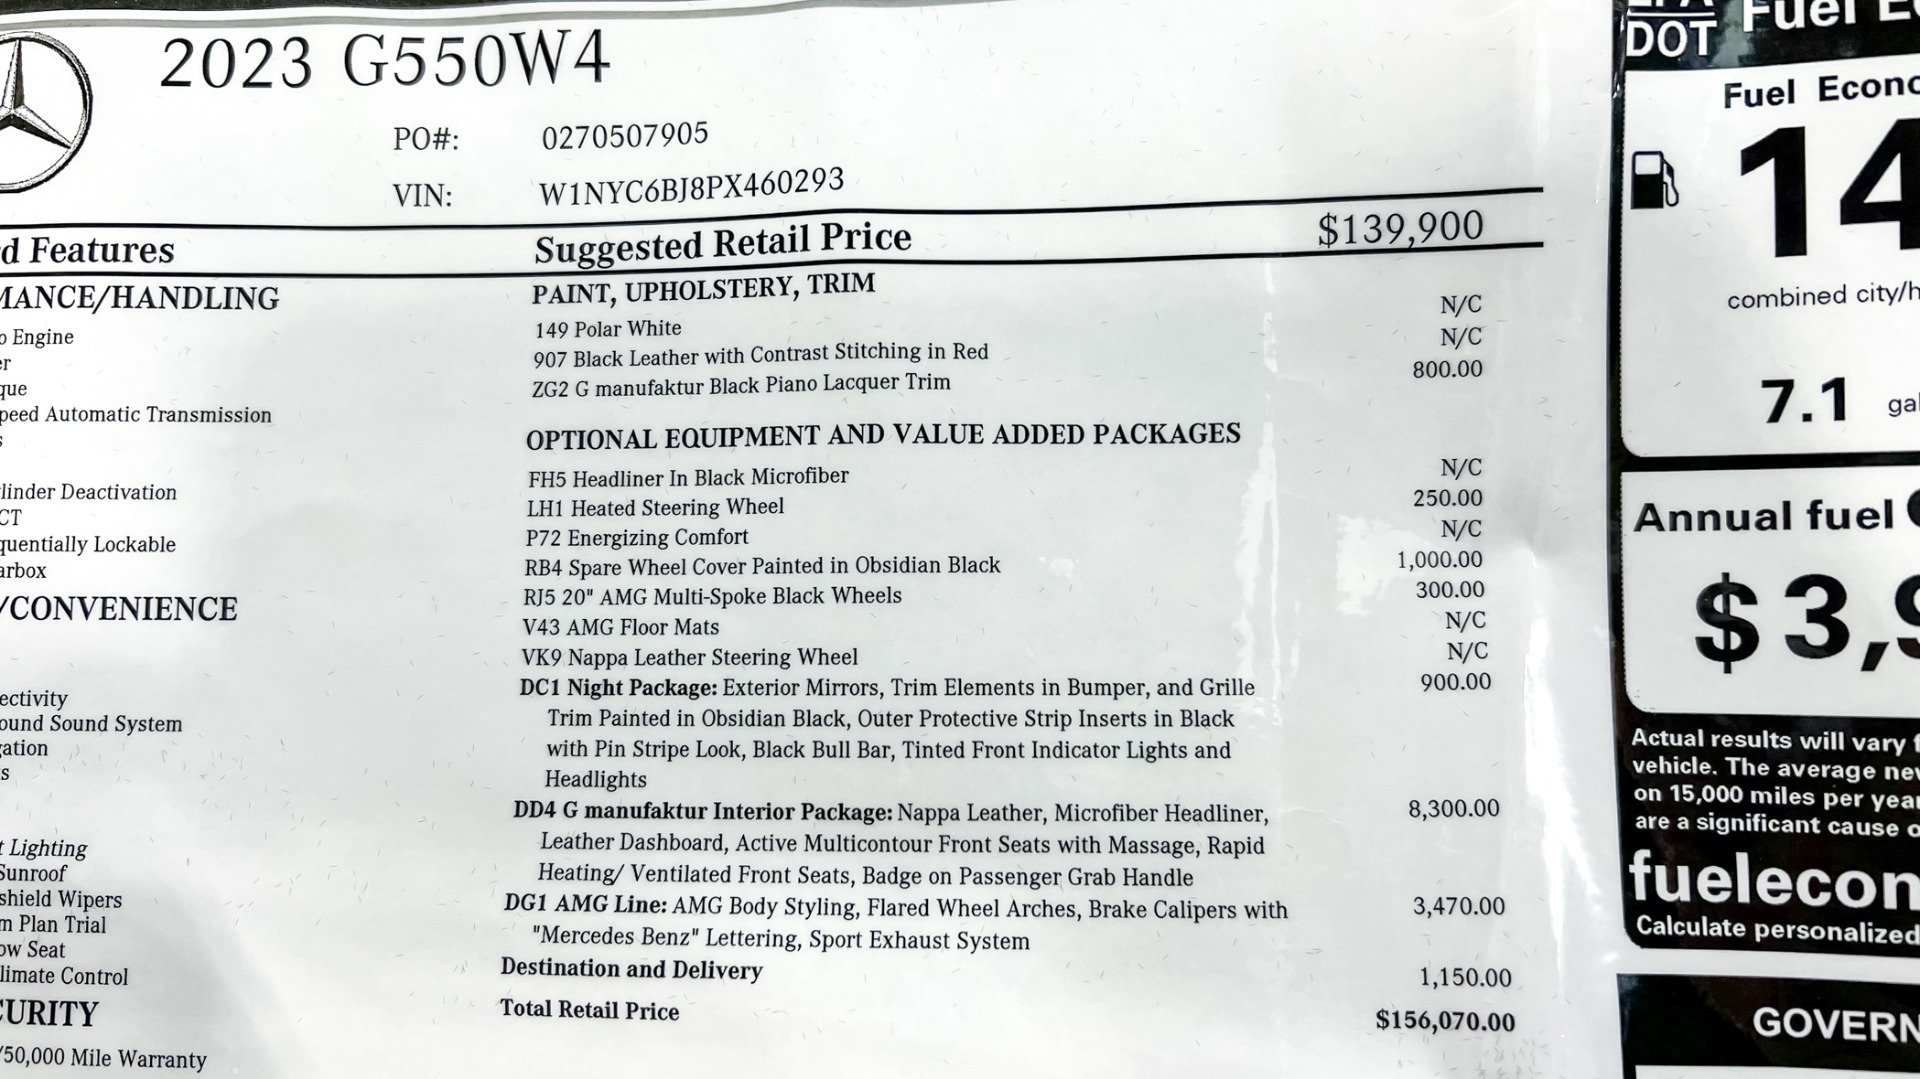 2023 G550W4
PO#: 0270507905
VIN: W1NYC6BJ8PX460293
d Features
MANCE/HANDLING
o Engine
er
que
peed Automatic Transmission
s
linder Deactivation
CT
quentially Lockable
arbox
/CONVENIENCE
ectivity
ound Sound System
gation
s
t Lighting
Sunroof
shield Wipers
m Plan Trial
ow Seat
limate Control
CURITY
/50,000 Mile Warranty
Suggested Retail Price $139,900
PAINT, UPHOLSTERY, TRIM
149 Polar White N/C
907 Black Leather with Contrast Stitching in Red N/C
ZG2 G manufaktur Black Piano Lacquer Trim 800.00
OPTIONAL EQUIPMENT AND VALUE ADDED PACKAGES
FH5 Headliner In Black Microfiber N/C
LH1 Heated Steering Wheel 250.00
P72 Energizing Comfort N/C
RB4 Spare Wheel Cover Painted in Obsidian Black 1,000.00
RJ5 20" AMG Multi-Spoke Black Wheels 300.00
V43 AMG Floor Mats N/C
VK9 Nappa Leather Steering Wheel N/C
DC1 Night Package: Exterior Mirrors, Trim Elements in Bumper, and Grille 900.00
Trim Painted in Obsidian Black, Outer Protective Strip Inserts in Black
with Pin Stripe Look, Black Bull Bar, Tinted Front Indicator Lights and
Headlights
DD4 G manufaktur Interior Package: Nappa Leather, Microfiber Headliner, 8,300.00
Leather Dashboard, Active Multicontour Front Seats with Massage, Rapid
Heating/ Ventilated Front Seats, Badge on Passenger Grab Handle
DG1 AMG Line: AMG Body Styling, Flared Wheel Arches, Brake Calipers with 3,470.00
"Mercedes Benz" Lettering, Sport Exhaust System
Destination and Delivery 1,150.00
Total Retail Price $156,070.00
EPA
DOT
Fuel E
Fuel Econo
14
combined city/h
7.1 gal
Annual fuel
$3,9
Actual results will vary f
vehicle. The average new
on 15,000 miles per year
are a significant cause o
fuelecon
Calculate personalized
GOVERN